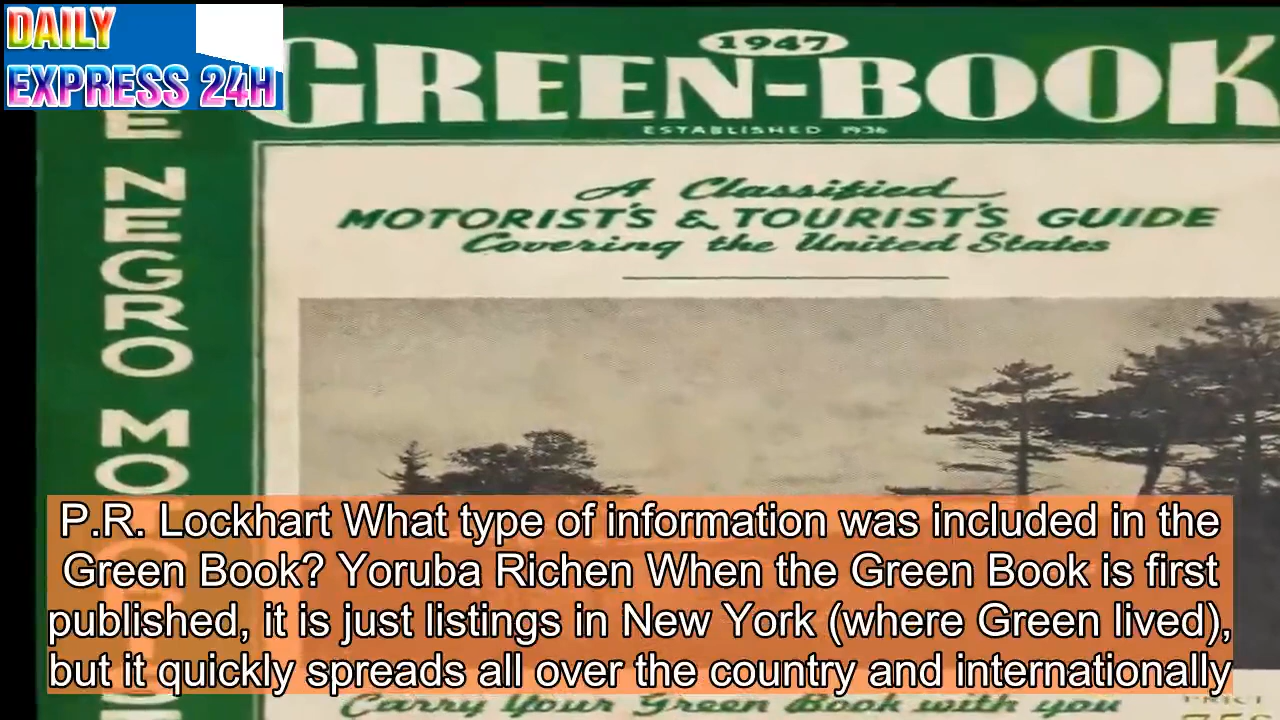 DAILY
EXPRESS 24H
1947
GREEN-BOOK
ESTABLISHED 1936
A Classified
MOTORIST'S & TOURIST'S GUIDE
Covering the United States
NEGRO
P.R. Lockhart What type of information was included in the
Green Book? Yoruba Richen When the Green Book is first
published, it is just listings in New York (where Green lived),
but it quickly spreads all over the country and internationally
Carry your Green Book with you